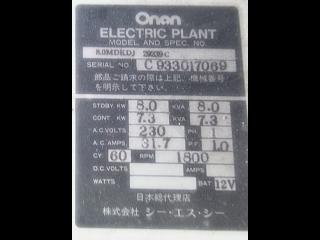 Onan
ELECTRIC PLANT
MODEL AND SPEC. NO.
8.0MDKDJ
SERIAL NO. C933017069
部品ご請求の際は上記、機械番号
を明示して下さい。
STDBY. KW 8.0 KVA 8.0
CONT KW 7.3 KVA 7.3
A.C. VOLTS 230 PH. 1
A.C. AMPS. 31.7 P.F. 1.0
CY 60 RPM 1800
D.C. VOLTS AMPS
WATTS BAT. 12V
日本総代理店
株式会社 シー・エス・シー